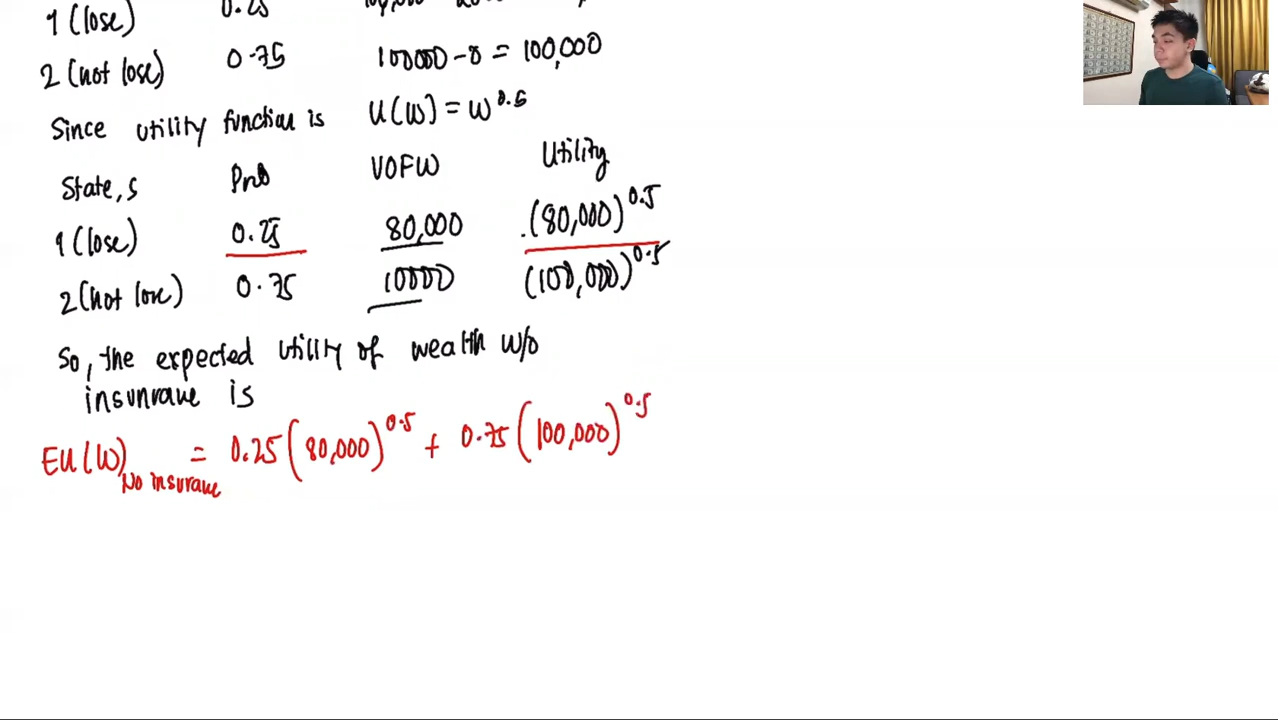 1 (lose) 0.25
2 (not lose) 0.75 100000 - 0 = 100,000
Since utility function is U(W) = W^0.5
State, s Prob VOFW Utility
1 (lose) 0.25 80,000 (80,000)^0.5
2 (not lose) 0.75 10000 (100,000)^0.5
So, the expected utility of wealth w/o
insurance is
EU(W) No insurance = 0.25 (80,000)^0.5 + 0.75 (100,000)^0.5